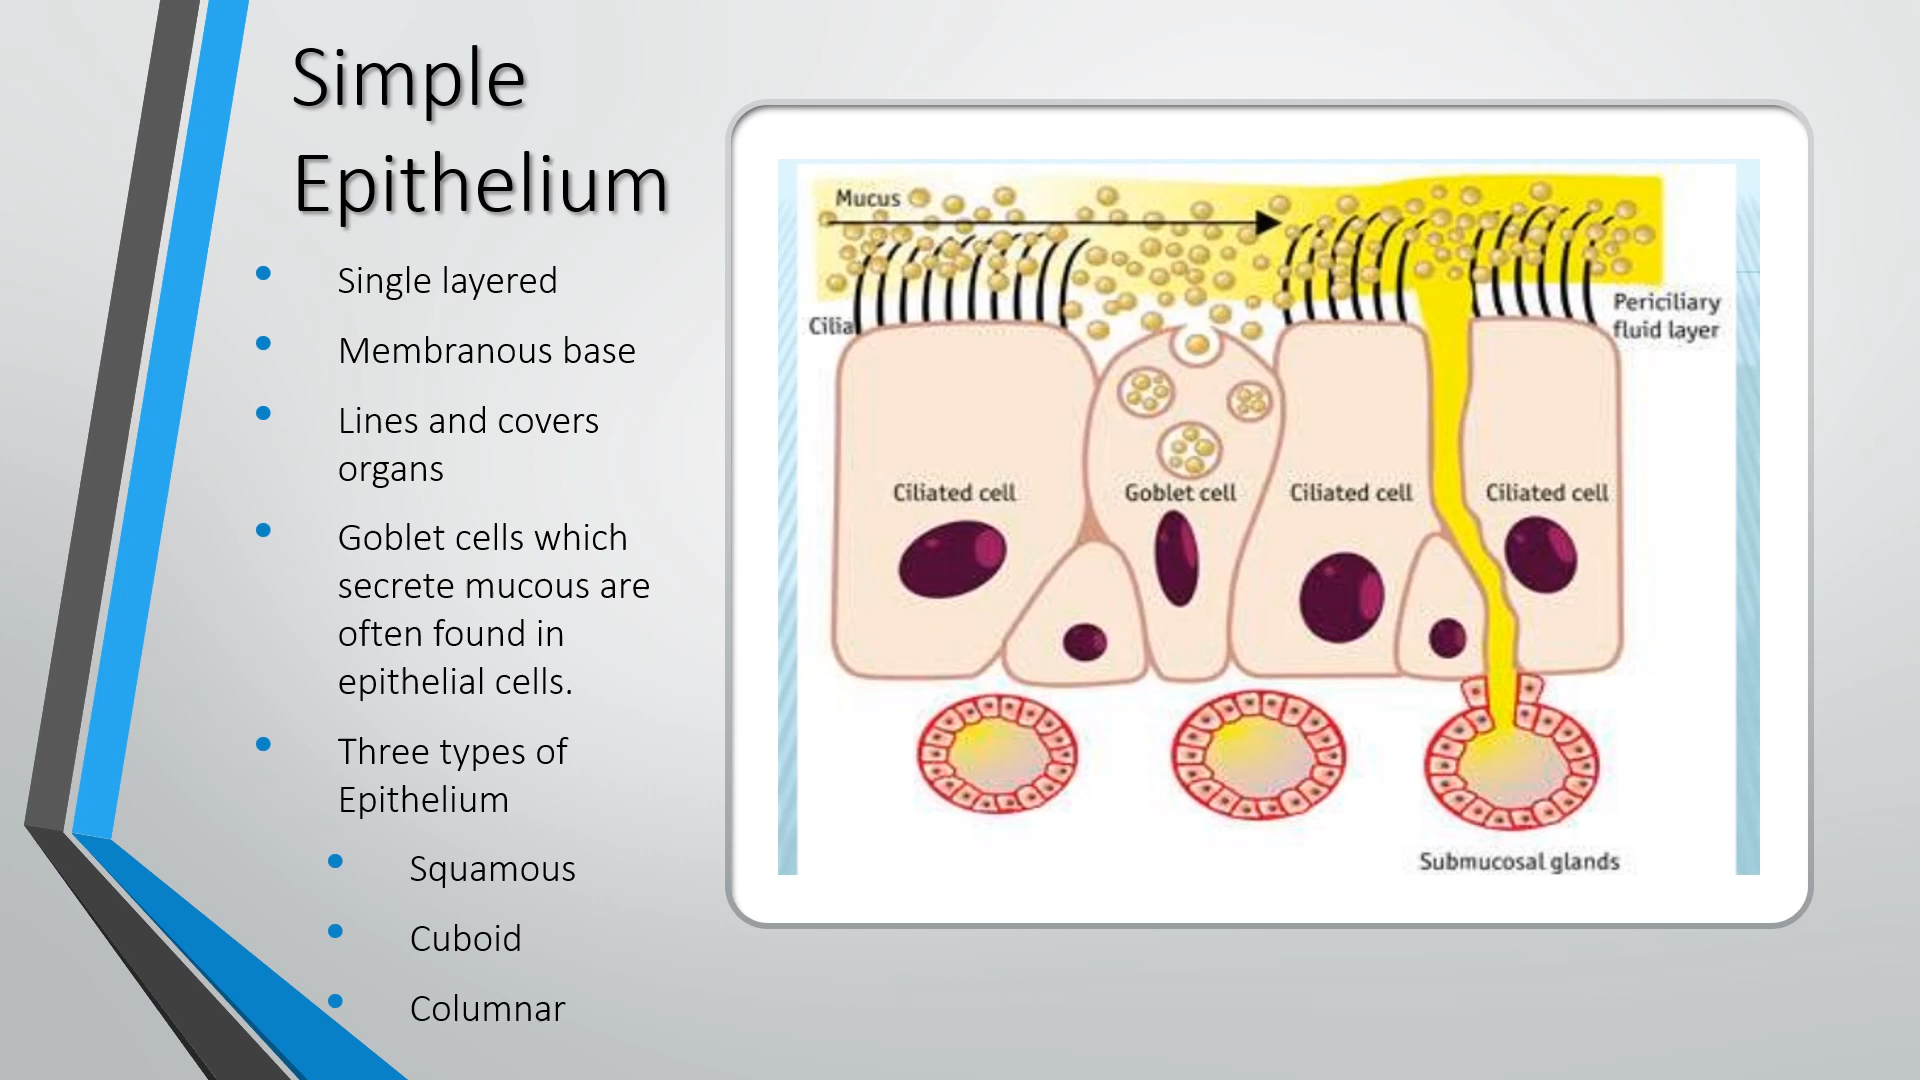 Simple
Epithelium
Single layered
Membranous base
Lines and covers
organs
Goblet cells which
secrete mucous are
often found in
epithelial cells.
Three types of
Epithelium
Squamous
Cuboid
Columnar
Mucus
Cilia
Periciliary
fluid layer
Ciliated cell
Goblet cell
Ciliated cell
Ciliated cell
Submucosal glands